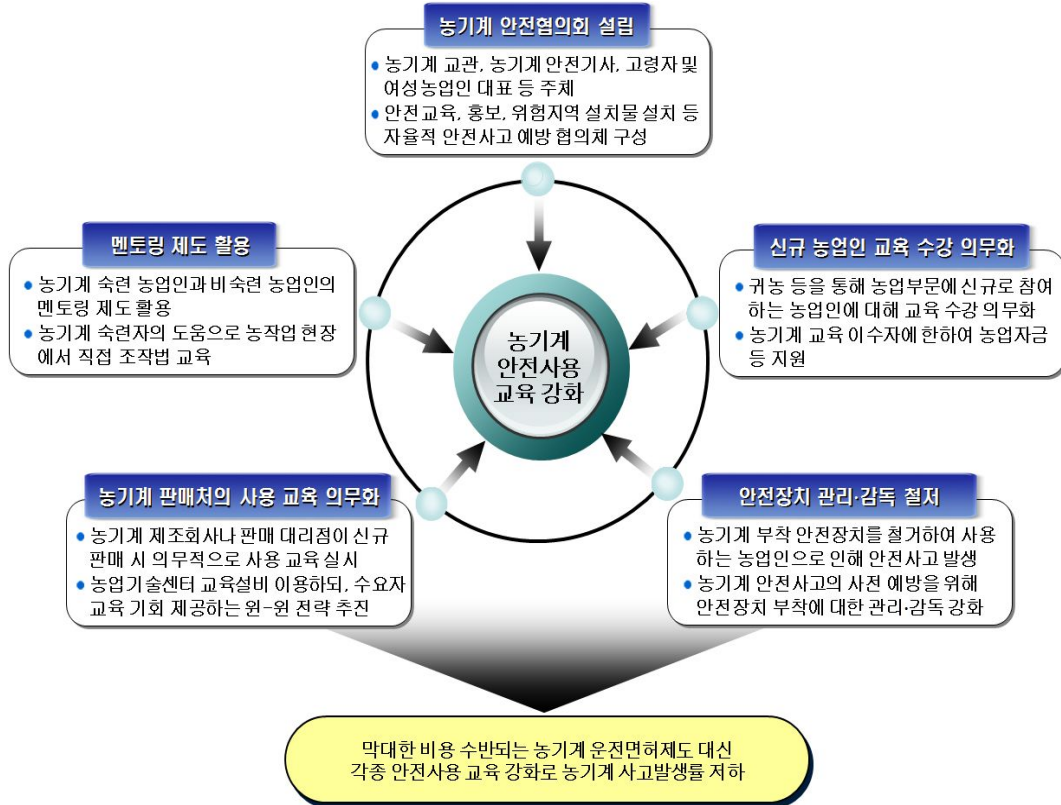 농기계 안전협의회 설립
• 농기계 교관, 농기계 안전기사, 고령자 및
여성 농업인 대표 등 주체
• 안전교육, 홍보, 위험지역 설치물 설치 등
자율적 안전사고 예방 협의체 구성
멘토링 제도 활용
• 농기계 숙련 농업인과 비숙련 농업인의
멘토링 제도 활용
• 농기계 숙련자의 도움으로 농작업 현장
에서 직접 조작법 교육
신규 농업인 교육 수강 의무화
• 귀농 등을 통해 농업부문에 신규로 참여
하는 농업인에 대해 교육 수강 의무화
• 농기계 교육 이수자에 한하여 농업자금
등 지원
농기계
안전사용
교육 강화
농기계 판매처의 사용 교육 의무화
• 농기계 제조회사나 판매 대리점이 신규
판매 시 의무적으로 사용 교육 실시
• 농업기술센터 교육설비 이용하되, 수요자
교육 기회 제공하는 윈-윈 전략 추진
안전장치 관리·감독 철저
• 농기계 부착 안전장치를 철거하여 사용
하는 농업인으로 인해 안전사고 발생
• 농기계 안전사고의 사전 예방을 위해
안전장치 부착에 대한 관리·감독 강화
막대한 비용 수반되는 농기계 운전면허제도 대신
각종 안전사용 교육 강화로 농기계 사고발생률 저하